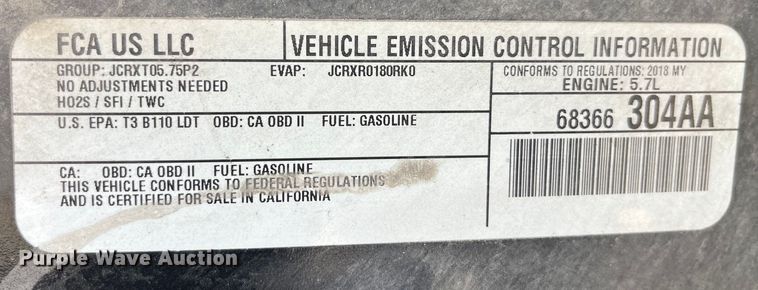 FCA US LLC
VEHICLE EMISSION CONTROL INFORMATION
GROUP: JCRXT05.75P2 EVAP: JCRXR0180RK0
NO ADJUSTMENTS NEEDED
HO2S / SFI / TWC
CONFORMS TO REGULATIONS: 2018 MY
ENGINE: 5.7L
U.S. EPA: T3 B110 LDT OBD: CA OBD II FUEL: GASOLINE
68366 304AA
CA: OBD: CA OBD II FUEL: GASOLINE
THIS VEHICLE CONFORMS TO FEDERAL REGULATIONS
AND IS CERTIFIED FOR SALE IN CALIFORNIA
Purple Wave Auction